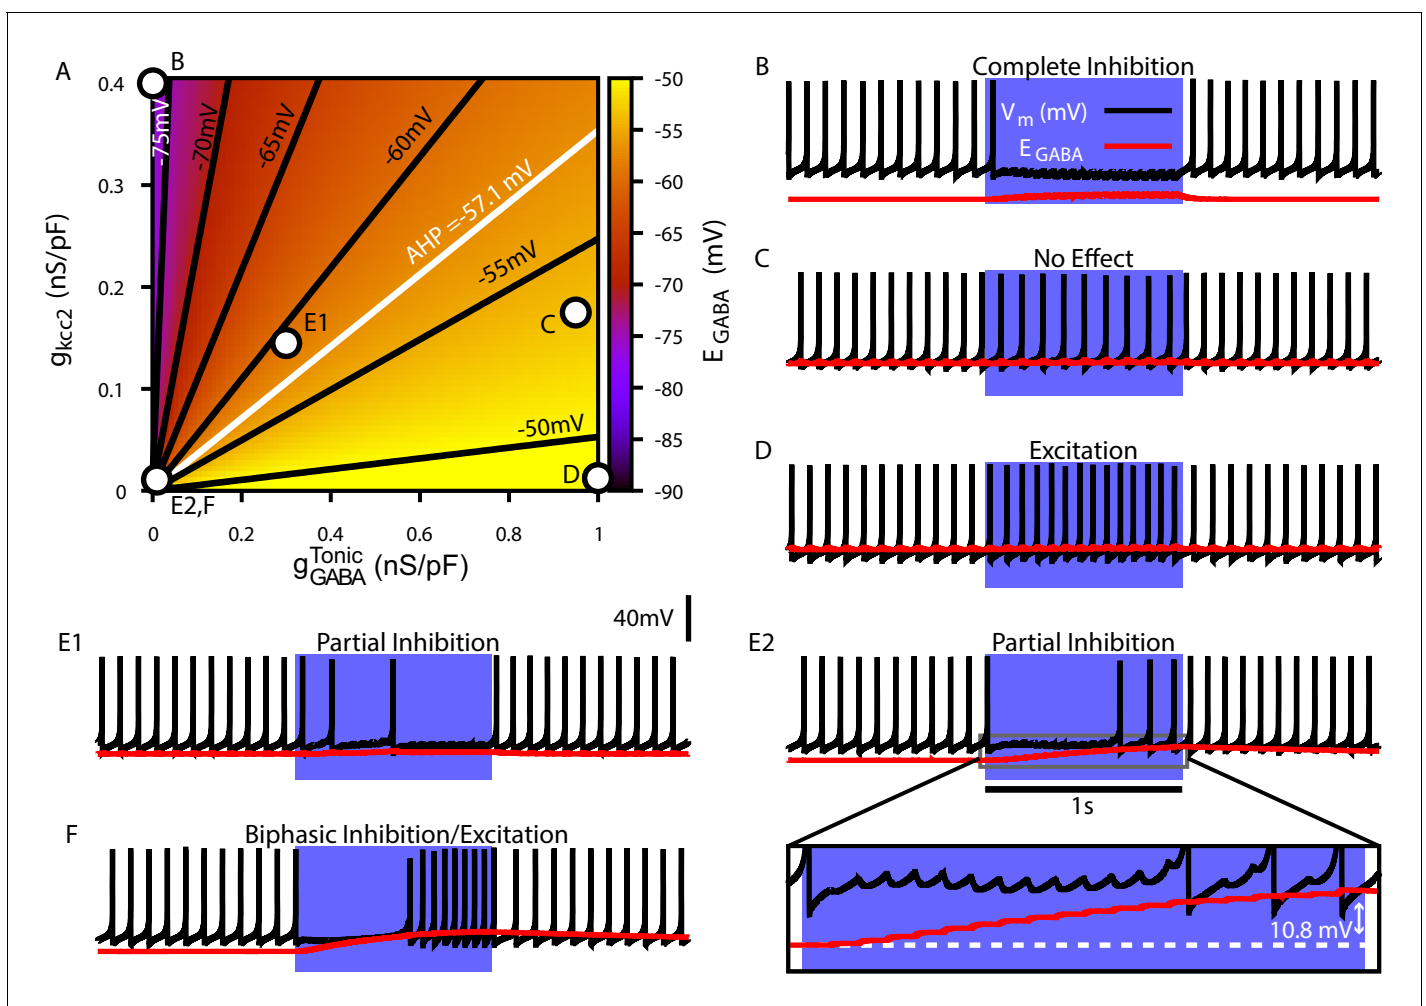 A
B
0.4
0.3
0.2
0.1
0
g kcc2 (nS/pF)
-75mV
-70mV
-65mV
-60mV
AHP =-57.1 mV
-55mV
-50mV
E1
C
D
E2,F
0
0.2
0.4
0.6
0.8
1
g Tonic GABA (nS/pF)
-50
-55
-60
-65
-70
-75
-80
-85
-90
E GABA (mV)
B
Complete Inhibition
V m (mV)
E GABA
C
No Effect
D
Excitation
40mV
E1
Partial Inhibition
E2
Partial Inhibition
1s
F
Biphasic Inhibition/Excitation
10.8 mV